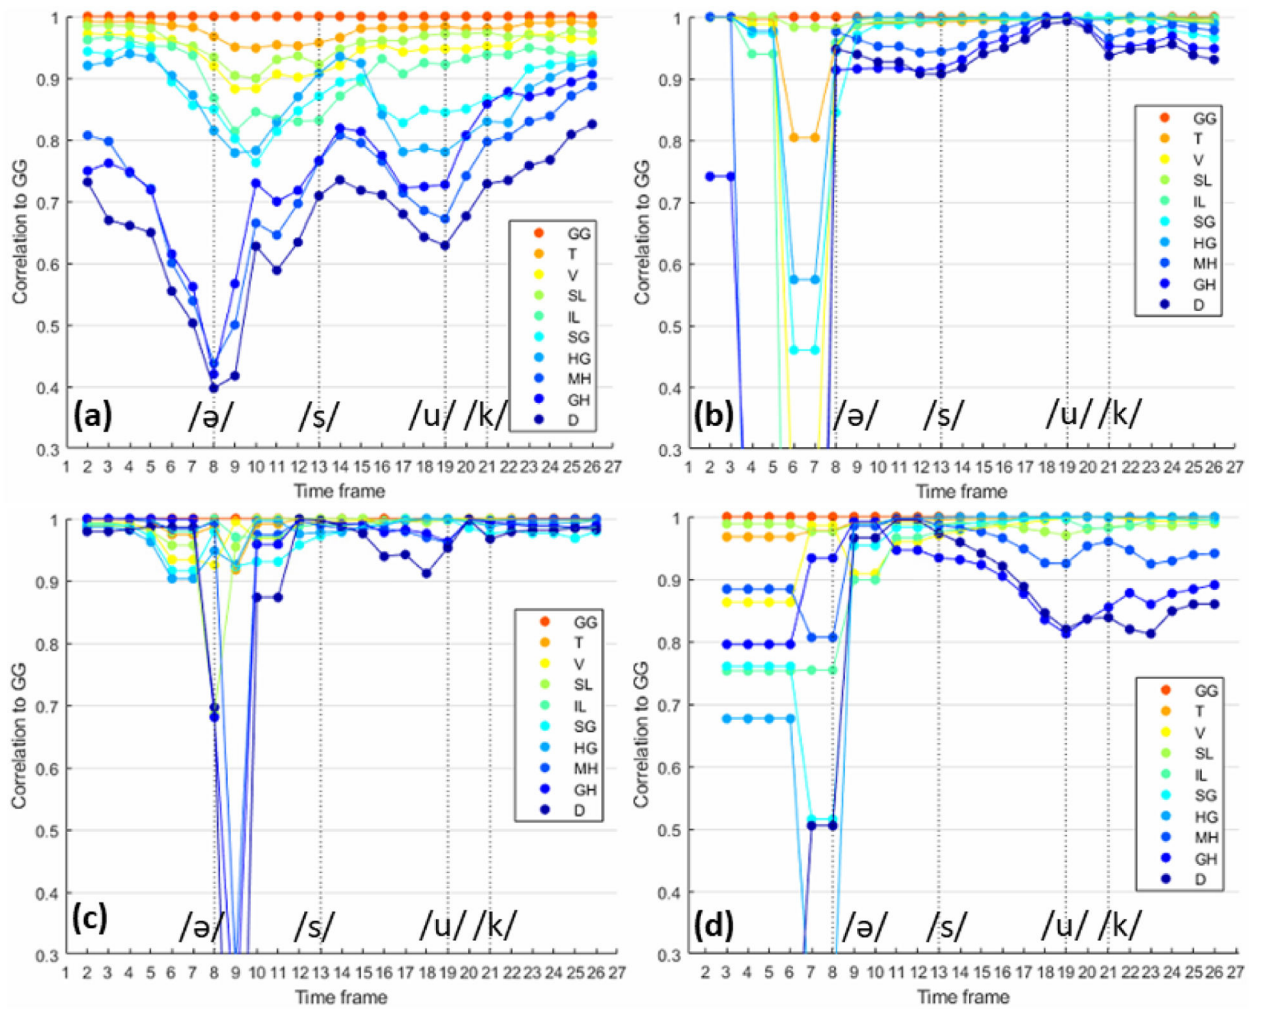 Correlation to GG
1
0.9
0.8
0.7
0.6
0.5
0.4
0.3
(a)
/ə/ /s/ /u/ /k/
GG
T
V
SL
IL
SG
HG
MH
GH
D
1 2 3 4 5 6 7 8 9 10 11 12 13 14 15 16 17 18 19 20 21 22 23 24 25 26 27
Time frame
Correlation to GG
1
0.9
0.8
0.7
0.6
0.5
0.4
0.3
(b)
/ə/ /s/ /u/ /k/
GG
T
V
SL
IL
SG
HG
MH
GH
D
1 2 3 4 5 6 7 8 9 10 11 12 13 14 15 16 17 18 19 20 21 22 23 24 25 26 27
Time frame
Correlation to GG
1
0.9
0.8
0.7
0.6
0.5
0.4
0.3
(c)
/ə/ /s/ /u/ /k/
GG
T
V
SL
IL
SG
HG
MH
GH
D
1 2 3 4 5 6 7 8 9 10 11 12 13 14 15 16 17 18 19 20 21 22 23 24 25 26 27
Time frame
Correlation to GG
1
0.9
0.8
0.7
0.6
0.5
0.4
0.3
(d)
/ə/ /s/ /u/ /k/
GG
T
V
SL
IL
SG
HG
MH
GH
D
2 3 4 5 6 7 8 9 10 11 12 13 14 15 16 17 18 19 20 21 22 23 24 25 26 27
Time frame